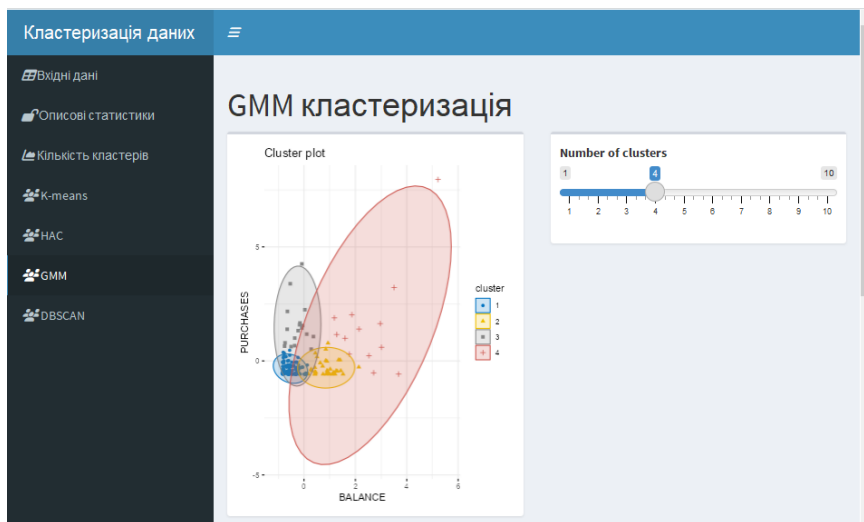 Кластеризація даних
Вхідні дані
Описові статистики
Кількість кластерів
K-means
HAC
GMM
DBSCAN
GMM кластеризація
Cluster plot
PURCHASES
5
0
-5
0 2 4 6
BALANCE
cluster
1
2
3
4
Number of clusters
1 4 10
1 2 3 4 5 6 7 8 9 10